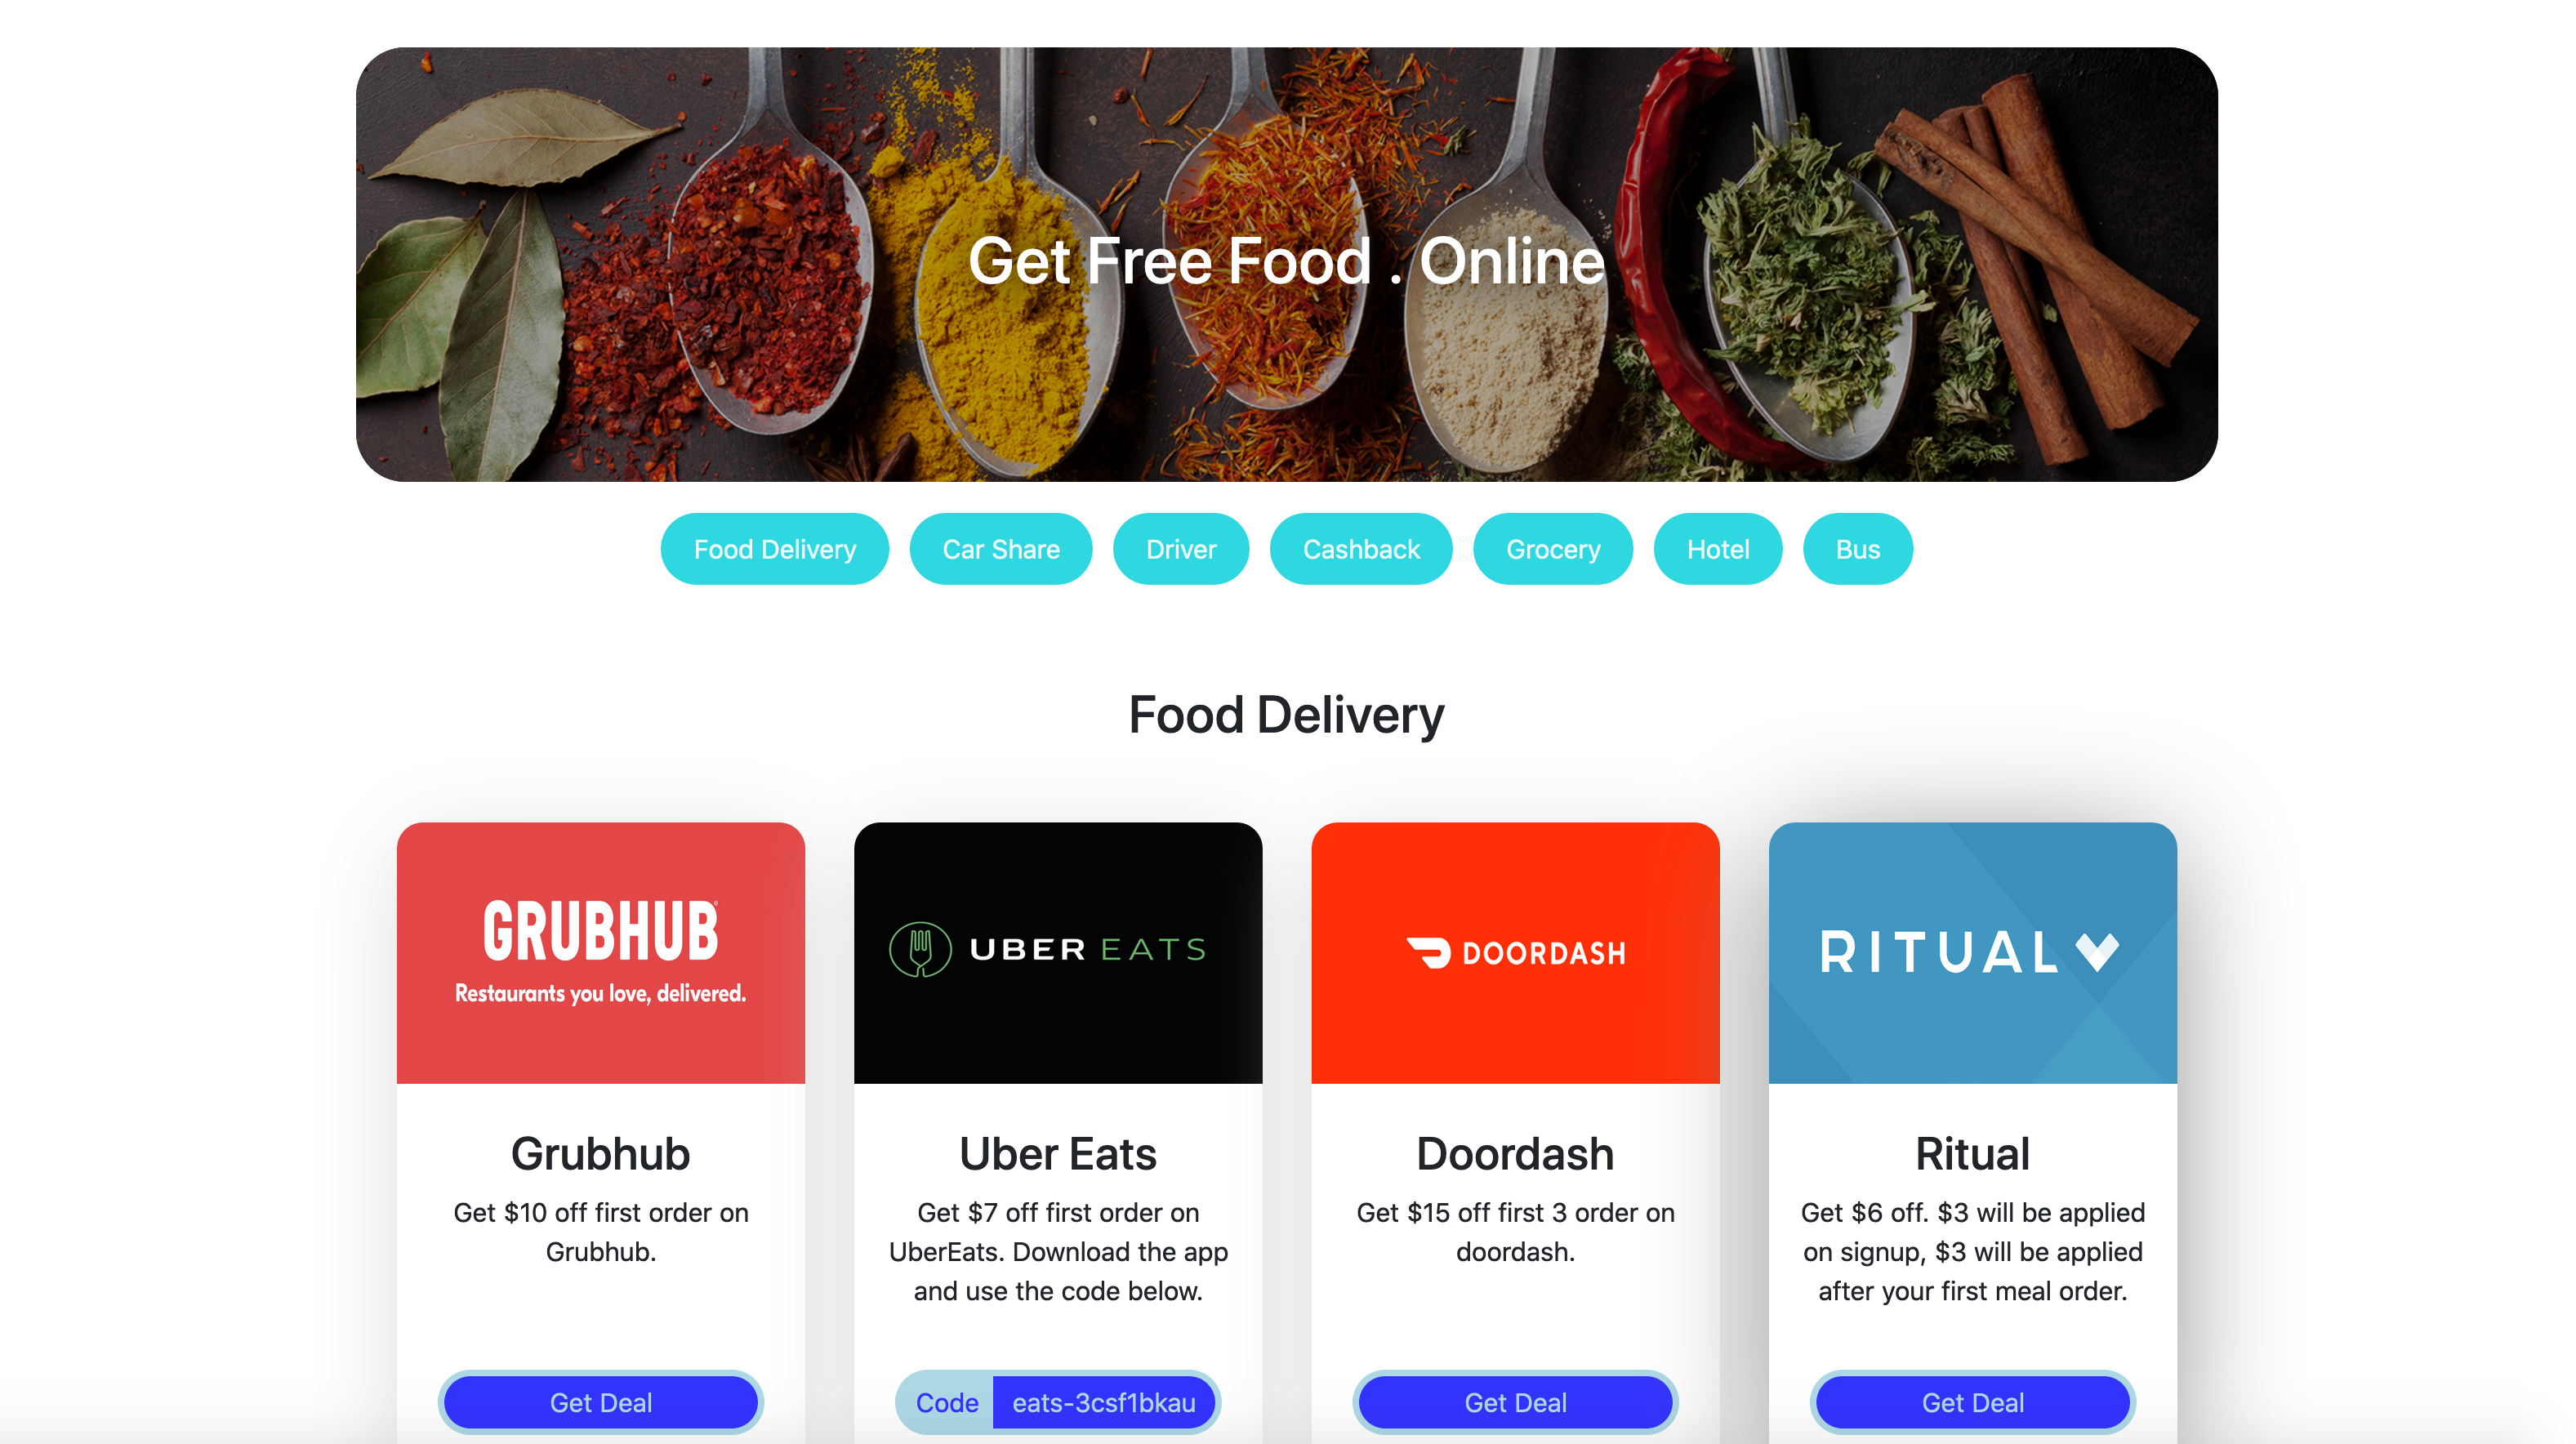 Get Free Food . Online
Food Delivery
Car Share
Driver
Cashback
Grocery
Hotel
Bus
Food Delivery
GRUBHUB
Restaurants you love, delivered.
UBER EATS
DOORDASH
RITUAL
Grubhub
Get $10 off first order on
Grubhub.
Get Deal
Uber Eats
Get $7 off first order on
UberEats. Download the app
and use the code below.
Code eats-3csf1bkau
Doordash
Get $15 off first 3 order on
doordash.
Get Deal
Ritual
Get $6 off. $3 will be applied
on signup, $3 will be applied
after your first meal order.
Get Deal